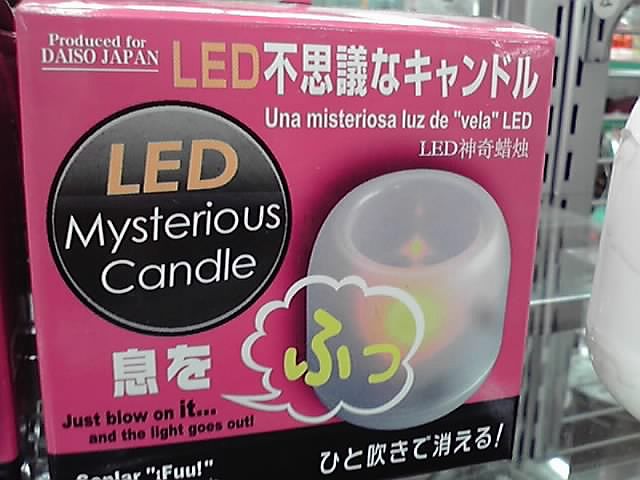 Produced for
DAISO JAPAN
LED不思議なキャンドル
Una misteriosa luz de "vela" LED
LED神奇蜡烛
LED
Mysterious
Candle
息を
ふっ
Just blow on it...
and the light goes out!
Soplar "¡Fuu!"
ひと吹きで消える!